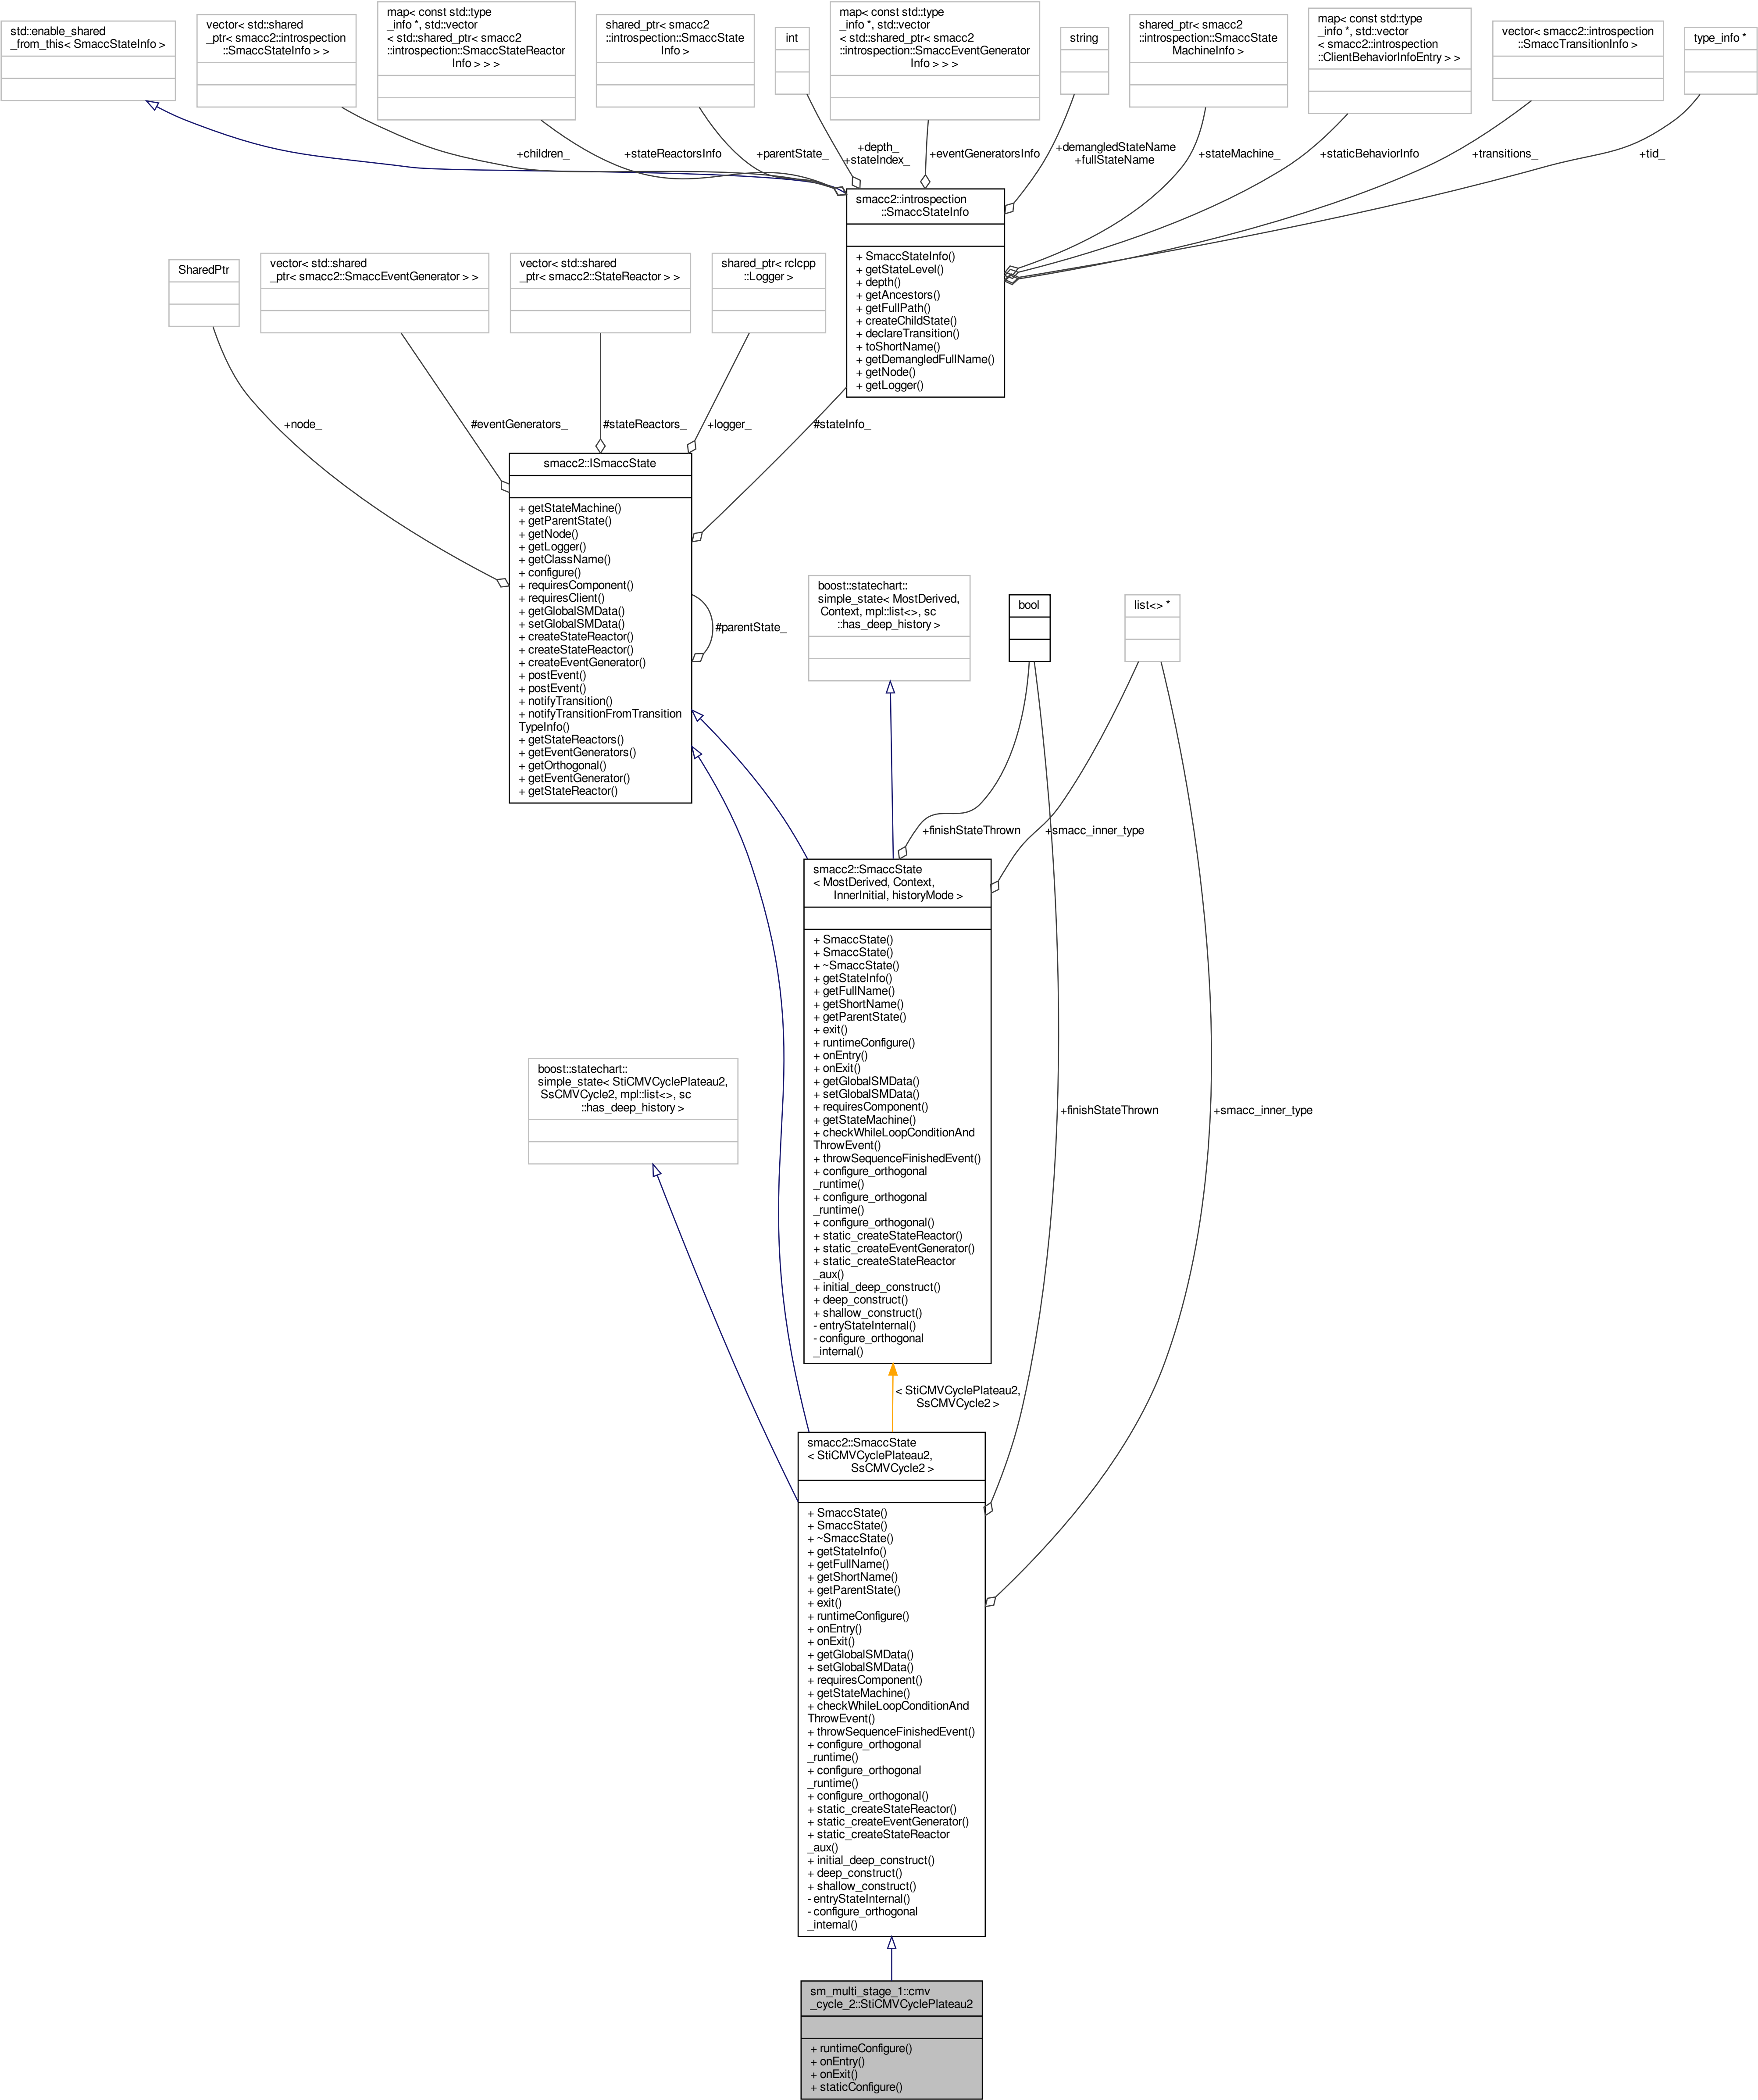 std::enable_shared
_from_this< SmaccStateInfo >
vector< std::shared
_ptr< smacc2::introspection
::SmaccStateInfo > >
map< const std::type
_info *, std::vector
< std::shared_ptr< smacc2
::introspection::SmaccStateReactor
Info > > >
shared_ptr< smacc2
::introspection::SmaccState
Info >
int
map< const std::type
_info *, std::vector
< std::shared_ptr< smacc2
::introspection::SmaccEventGenerator
Info > > >
string
shared_ptr< smacc2
::introspection::SmaccState
MachineInfo >
map< const std::type
_info *, std::vector
< smacc2::introspection
::ClientBehaviorInfoEntry > >
vector< smacc2::introspection
::SmaccTransitionInfo >
type_info *
+children_
+stateReactorsInfo
+parentState_
+depth_
+stateIndex_
+eventGeneratorsInfo
+demangledStateName
+fullStateName
+stateMachine_
+staticBehaviorInfo
+transitions_
+tid_
smacc2::introspection
::SmaccStateInfo
+ SmaccStateInfo()
+ getStateLevel()
+ depth()
+ getAncestors()
+ getFullPath()
+ createChildState()
+ declareTransition()
+ toShortName()
+ getDemangledFullName()
+ getNode()
+ getLogger()
SharedPtr
vector< std::shared
_ptr< smacc2::SmaccEventGenerator > >
vector< std::shared
_ptr< smacc2::StateReactor > >
shared_ptr< rclcpp
::Logger >
+node_
#eventGenerators_
#stateReactors_
+logger_
#stateInfo_
smacc2::ISmaccState
+ getStateMachine()
+ getParentState()
+ getNode()
+ getLogger()
+ getClassName()
+ configure()
+ requiresComponent()
+ requiresClient()
+ getGlobalSMData()
+ setGlobalSMData()
+ createStateReactor()
+ createStateReactor()
+ createEventGenerator()
+ postEvent()
+ postEvent()
+ notifyTransition()
+ notifyTransitionFromTransition
TypeInfo()
+ getStateReactors()
+ getEventGenerators()
+ getOrthogonal()
+ getEventGenerator()
+ getStateReactor()
#parentState_
boost::statechart::
simple_state< MostDerived,
Context, mpl::list<>, sc
::has_deep_history >
bool
list<> *
+finishStateThrown
+smacc_inner_type
smacc2::SmaccState
< MostDerived, Context,
InnerInitial, historyMode >
+ SmaccState()
+ SmaccState()
+ ~SmaccState()
+ getStateInfo()
+ getFullName()
+ getShortName()
+ getParentState()
+ exit()
+ runtimeConfigure()
+ onEntry()
+ onExit()
+ getGlobalSMData()
+ setGlobalSMData()
+ requiresComponent()
+ getStateMachine()
+ checkWhileLoopConditionAnd
ThrowEvent()
+ throwSequenceFinishedEvent()
+ configure_orthogonal
_runtime()
+ configure_orthogonal
_runtime()
+ configure_orthogonal()
+ static_createStateReactor()
+ static_createEventGenerator()
+ static_createStateReactor
_aux()
+ initial_deep_construct()
+ deep_construct()
+ shallow_construct()
- entryStateInternal()
- configure_orthogonal
_internal()
boost::statechart::
simple_state< StiCMVCyclePlateau2,
SsCMVCycle2, mpl::list<>, sc
::has_deep_history >
+finishStateThrown
+smacc_inner_type
< StiCMVCyclePlateau2,
SsCMVCycle2 >
smacc2::SmaccState
< StiCMVCyclePlateau2,
SsCMVCycle2 >
+ SmaccState()
+ SmaccState()
+ ~SmaccState()
+ getStateInfo()
+ getFullName()
+ getShortName()
+ getParentState()
+ exit()
+ runtimeConfigure()
+ onEntry()
+ onExit()
+ getGlobalSMData()
+ setGlobalSMData()
+ requiresComponent()
+ getStateMachine()
+ checkWhileLoopConditionAnd
ThrowEvent()
+ throwSequenceFinishedEvent()
+ configure_orthogonal
_runtime()
+ configure_orthogonal
_runtime()
+ configure_orthogonal()
+ static_createStateReactor()
+ static_createEventGenerator()
+ static_createStateReactor
_aux()
+ initial_deep_construct()
+ deep_construct()
+ shallow_construct()
- entryStateInternal()
- configure_orthogonal
_internal()
sm_multi_stage_1::cmv
_cycle_2::StiCMVCyclePlateau2
+ runtimeConfigure()
+ onEntry()
+ onExit()
+ staticConfigure()